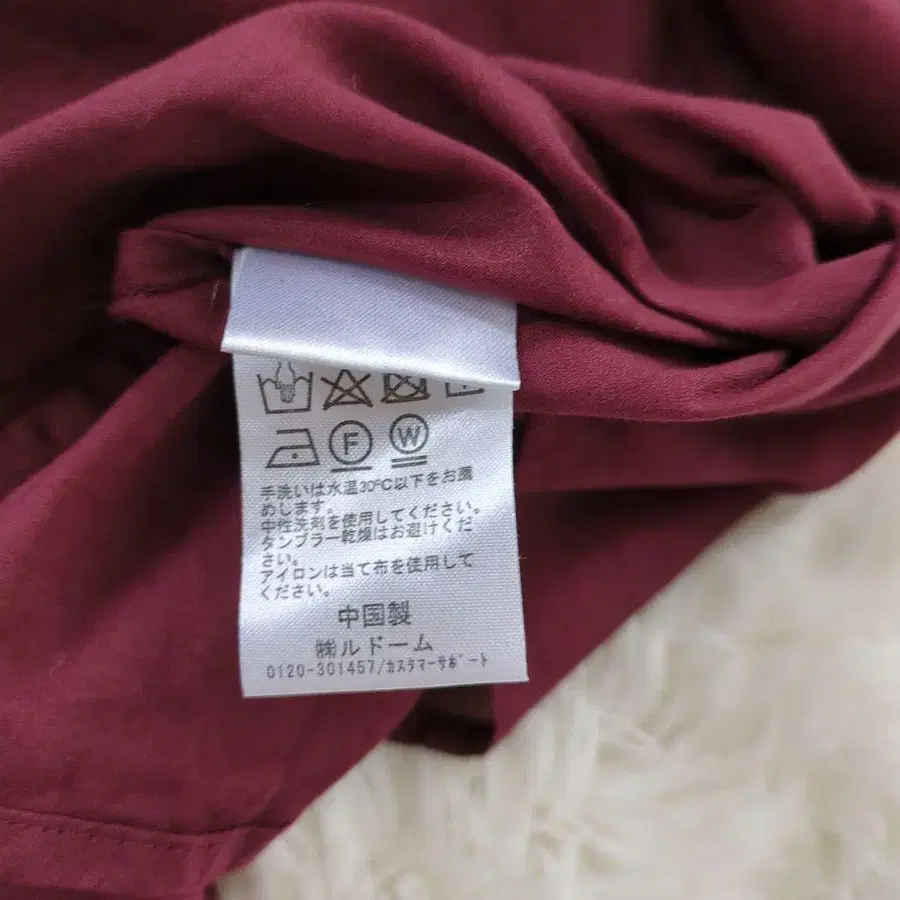 F W
手洗いは水温30℃以下をお薦
めします。
中性洗剤を使用してください。
タンブラー乾燥はお避けくだ
さい。
アイロンは当て布を使用して
ください。
中国製
㈱ルドーム
0120-301457/カスタマーサポート